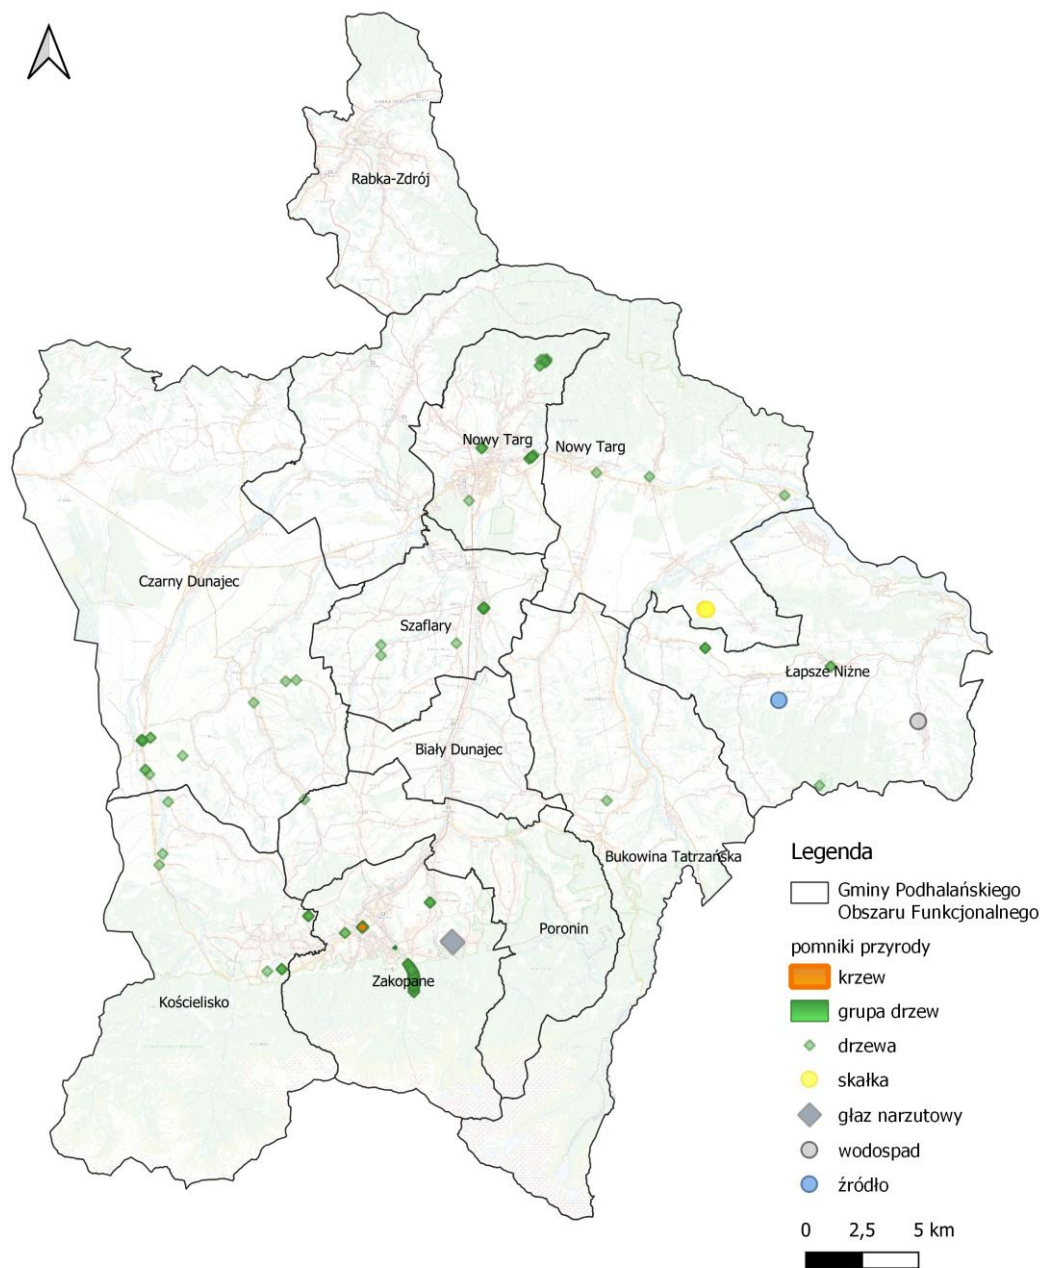 Rabka-Zdrój
Nowy Targ
Nowy Targ
Czarny Dunajec
Szaflary
Łapsze Niżne
Biały Dunajec
Bukowina Tatrzańska
Poronin
Zakopane
Kościelisko
Legenda
Gminy Podhalańskiego
Obszaru Funkcjonalnego
pomniki przyrody
krzew
grupa drzew
drzewa
skałka
głaz narzutowy
wodospad
źródło
0 2,5 5 km